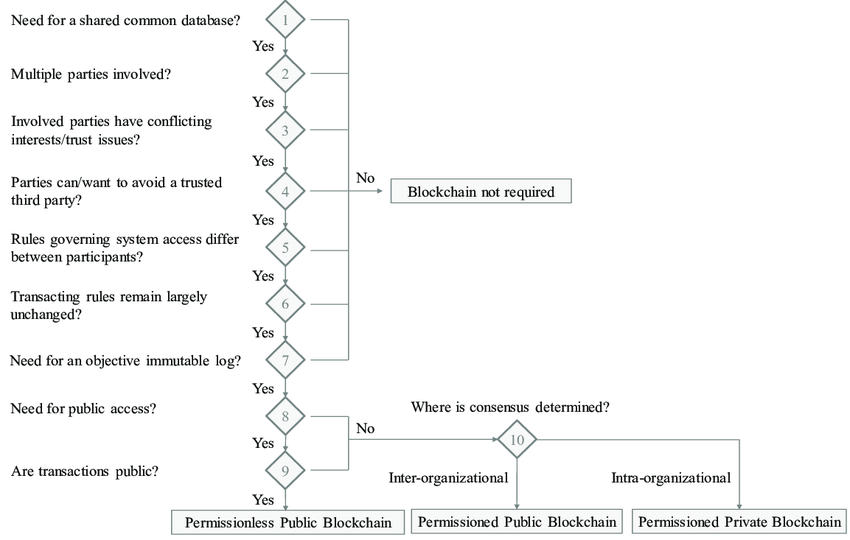 Need for a shared common database?
1
Yes
Multiple parties involved?
2
Yes
Involved parties have conflicting
interests/trust issues?
3
Yes
Parties can/want to avoid a trusted
third party?
4
No
Blockchain not required
Yes
Rules governing system access differ
between participants?
5
Yes
Transacting rules remain largely
unchanged?
6
Yes
Need for an objective immutable log?
7
Yes
Need for public access?
8
Where is consensus determined?
No
10
Yes
Are transactions public?
9
Inter-organizational
Intra-organizational
Yes
Permissionless Public Blockchain
Permissioned Public Blockchain
Permissioned Private Blockchain